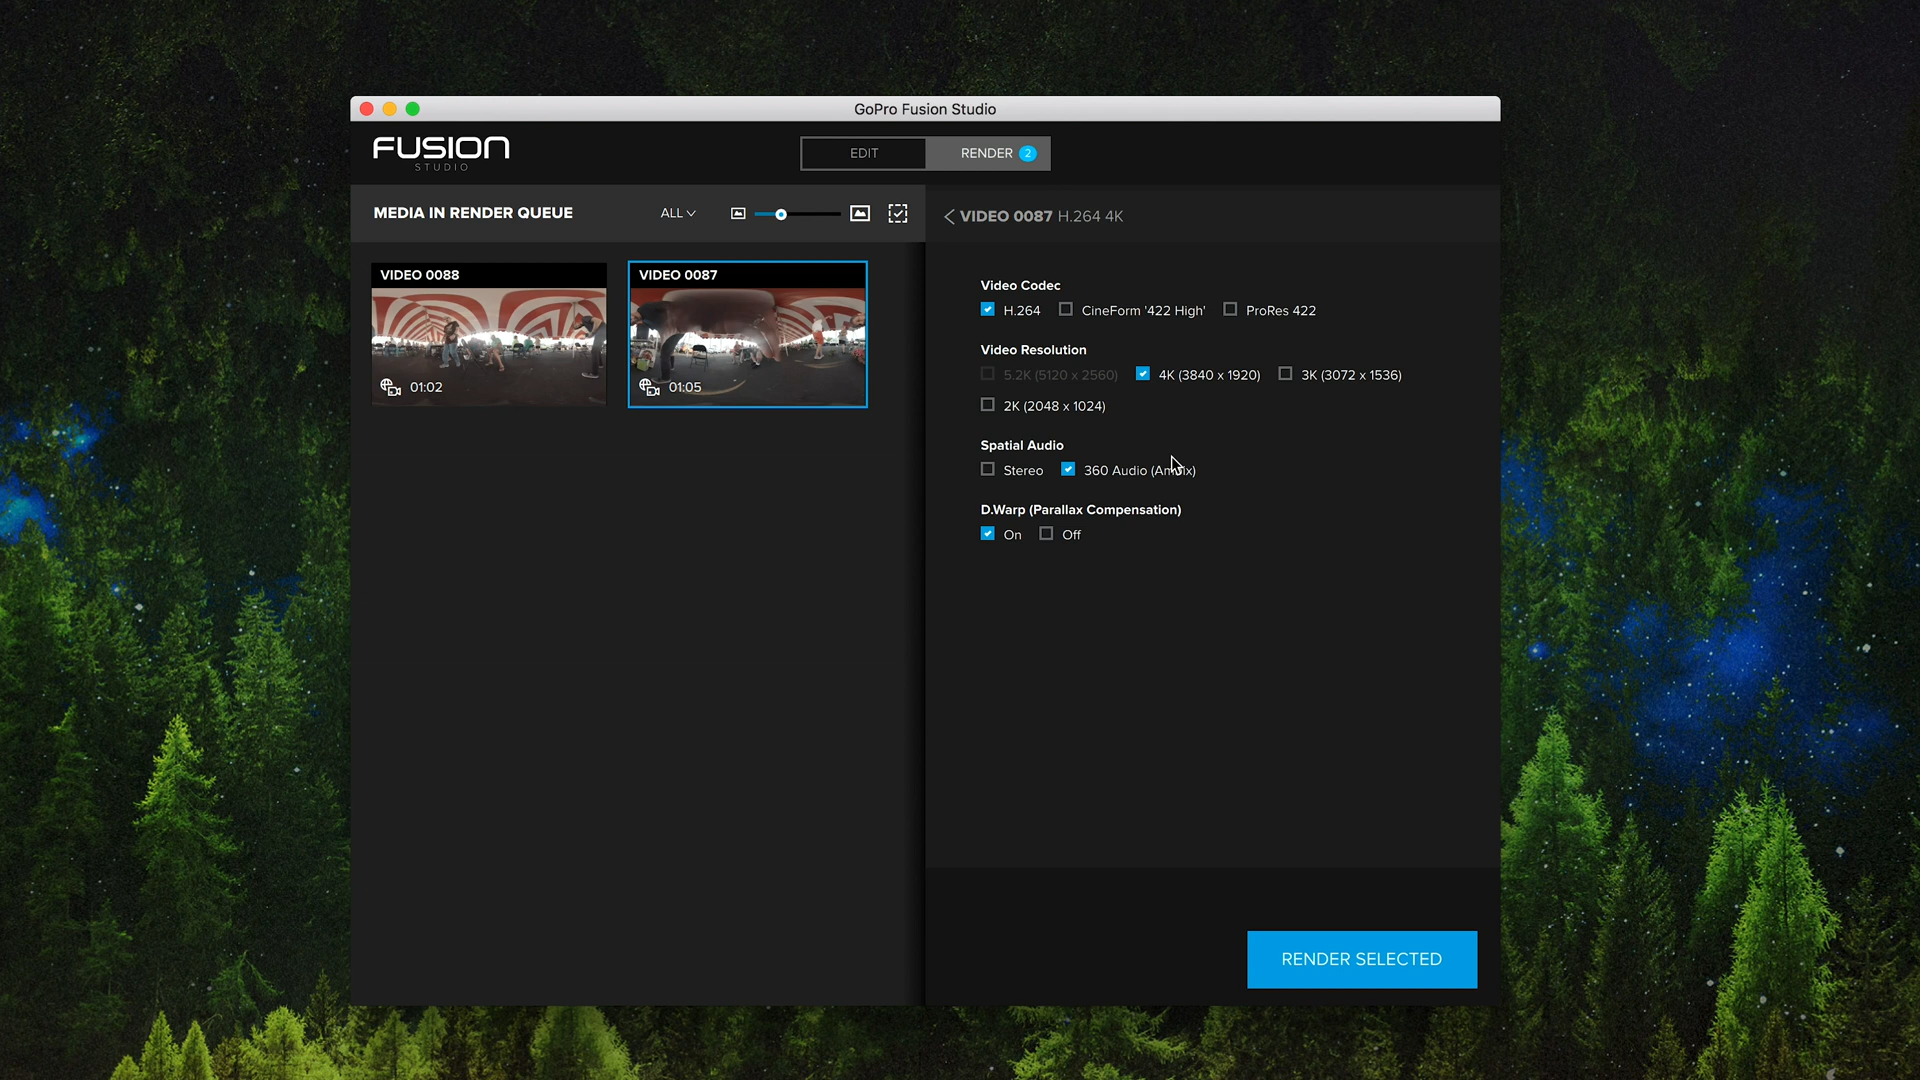 GoPro Fusion Studio
FUSION
STUDIO
EDIT
RENDER 2
MEDIA IN RENDER QUEUE
ALL
VIDEO 0087 H.264 4K
VIDEO 0088
01:02
VIDEO 0087
01:05
Video Codec
H.264 CineForm '422 High' ProRes 422
Video Resolution
5.2K (5120 x 2560) 4K (3840 x 1920) 3K (3072 x 1536)
2K (2048 x 1024)
Spatial Audio
Stereo 360 Audio
D.Warp (Parallax Compensation)
On Off
RENDER SELECTED